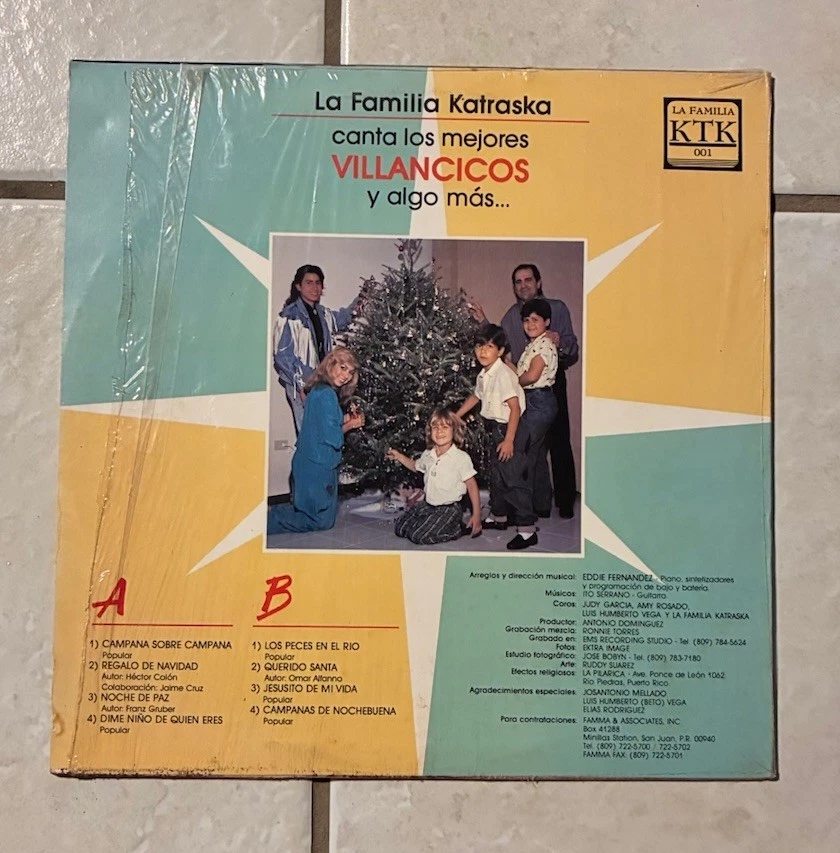 La Familia Katraska
canta los mejores
VILLANCICOS
y algo más...
LA FAMILIA
KTK
001
A
1) CAMPANA SOBRE CAMPANA
Popular
2) REGALO DE NAVIDAD
Autor: Héctor Colón
Colaboración: Jaime Cruz
3) NOCHE DE PAZ
Autor: Franz Gruber
4) DIME NIÑO DE QUIEN ERES
Popular
B
1) LOS PECES EN EL RIO
Popular
2) QUERIDO SANTA
Autor: Omar Alfanno
3) JESUSITO DE MI VIDA
Popular
4) CAMPANAS DE NOCHEBUENA
Popular
Arreglos y dirección musical: EDDIE FERNANDEZ - Piano, sintetizadores
y programación de bajo y batería.
Músicos: ITO SERRANO - Guitarra.
Coros: JUDY GARCIA, AMY ROSADO,
LUIS HUMBERTO VEGA Y LA FAMILIA KATRASKA
Productor: ANTONIO DOMINGUEZ
Grabación mezcla: RONNIE TORRES
Grabado en: EMS RECORDING STUDIO - Tel. (809) 784-5624
Fotos: EKTRA IMAGE
Estudio fotográfico: JOSE BOBYN - Tel. (809) 783-7180
Arte: RUDDY SUAREZ
Efectos religiosos: LA PILARICA - Ave. Ponce de León 1062
Río Piedras, Puerto Rico.
Agradecimientos especiales: JOSANTONIO MELLADO
LUIS HUMBERTO (BETO) VEGA
ELIAS RODRIGUEZ
Para contrataciones: FAMMA & ASSOCIATES, INC.
Box 41288
Minillas Station, San Juan, P.R. 00940
Tel. (809) 722-5700 / 722-5702
FAMMA FAX: (809) 722-5701